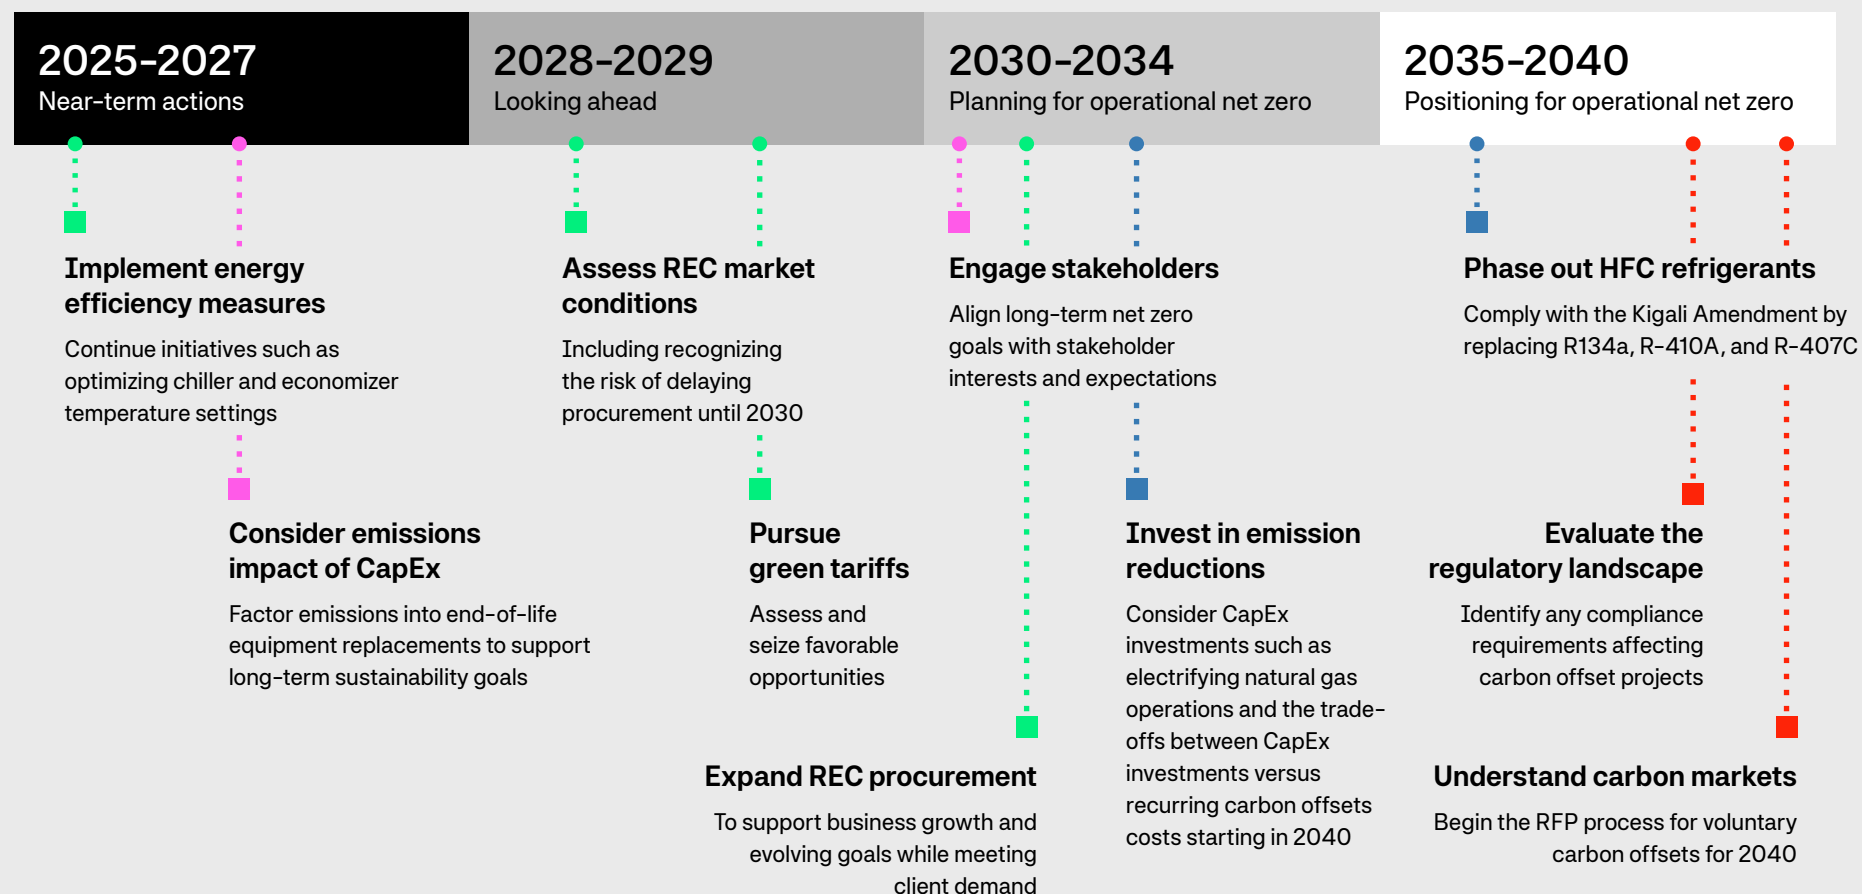 2025-2027
Near-term actions
2028-2029
Looking ahead
2030-2034
Planning for operational net zero
2035-2040
Positioning for operational net zero
Implement energy
efficiency measures
Continue initiatives such as
optimizing chiller and economizer
temperature settings
Consider emissions
impact of CapEx
Factor emissions into end-of-life
equipment replacements to support
long-term sustainability goals
Assess REC market
conditions
Including recognizing
the risk of delaying
procurement until 2030
Pursue
green tariffs
Assess and
seize favorable
opportunities
Engage stakeholders
Align long-term net zero
goals with stakeholder
interests and expectations
Expand REC procurement
To support business growth and
evolving goals while meeting
client demand
Invest in emission
reductions
Consider CapEx
investments such as
electrifying natural gas
operations and the trade-
offs between CapEx
investments versus
recurring carbon offsets
costs starting in 2040
Phase out HFC refrigerants
Comply with the Kigali Amendment by
replacing R134a, R-410A, and R-407C
Evaluate the
regulatory landscape
Identify any compliance
requirements affecting
carbon offset projects
Understand carbon markets
Begin the RFP process for voluntary
carbon offsets for 2040